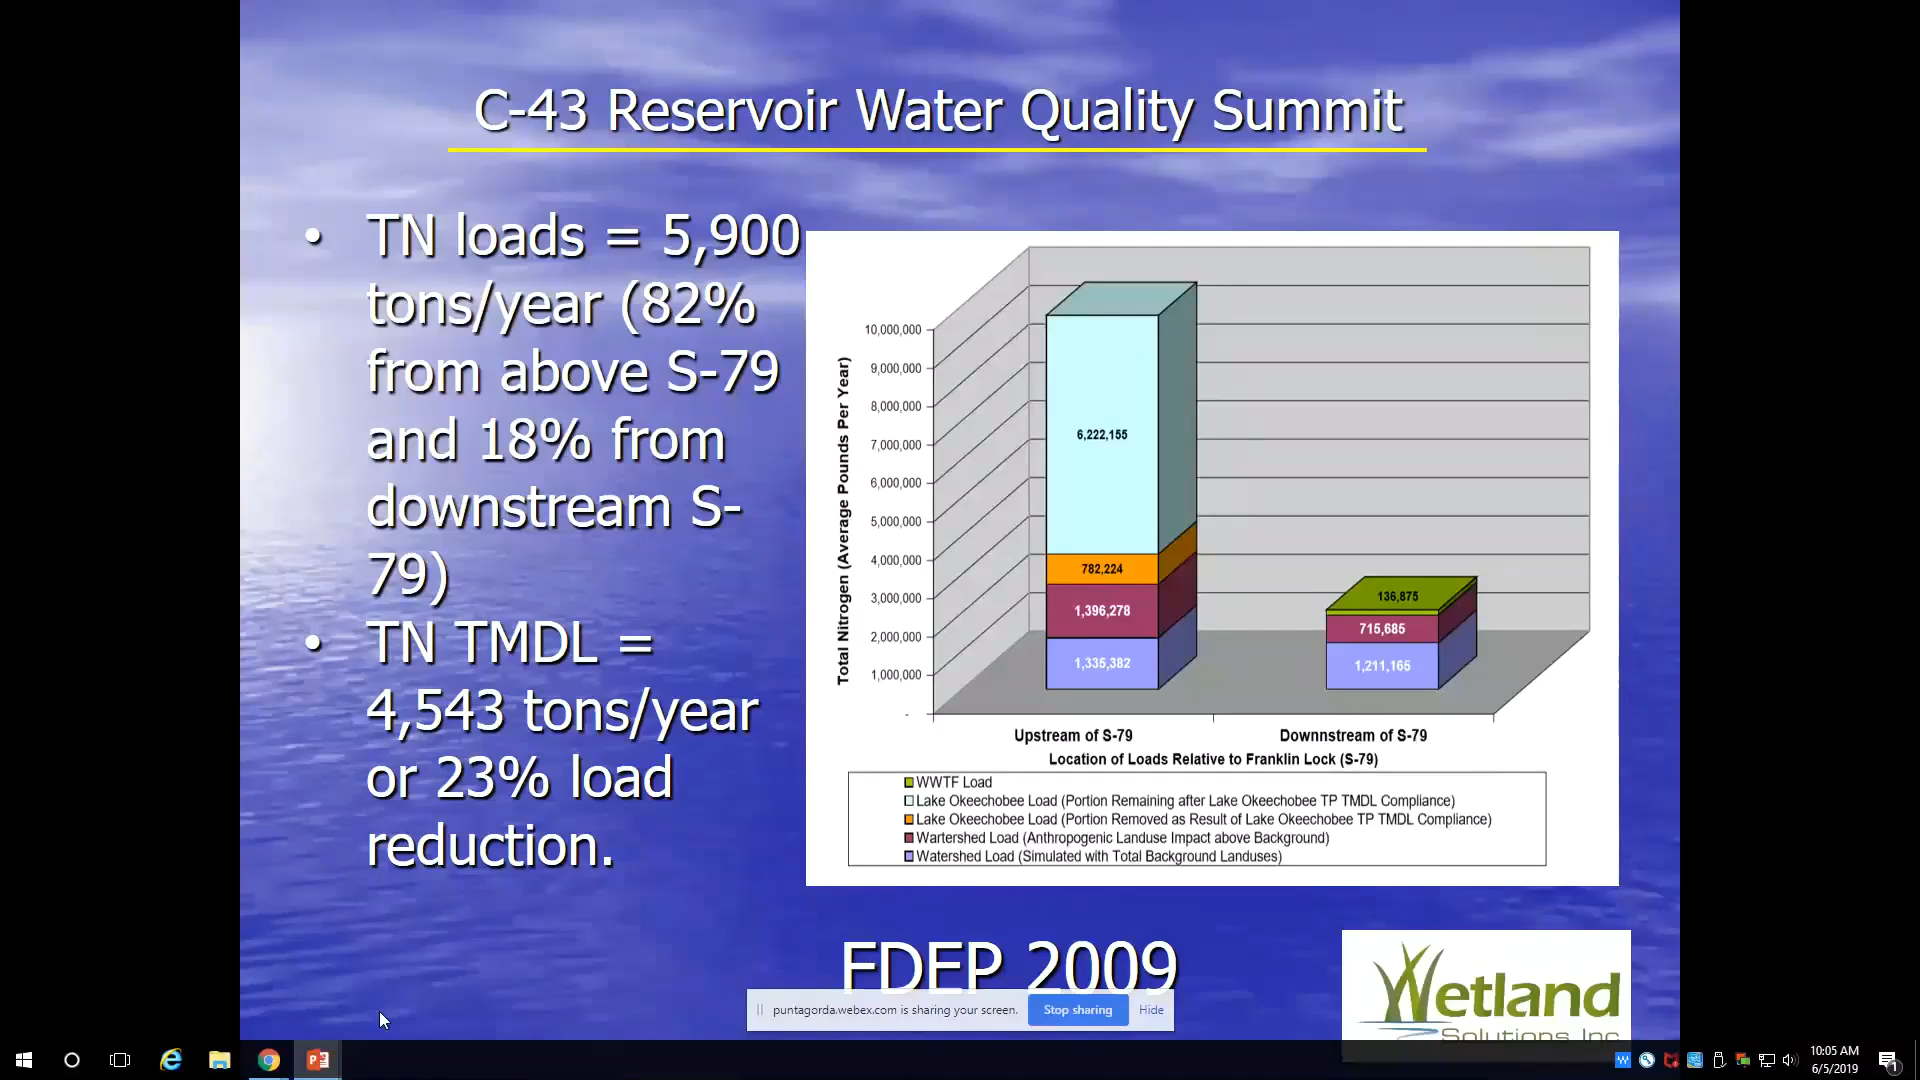 C-43 Reservoir Water Quality Summit
• TN loads = 5,900
tons/year (82%
from above S-79
and 18% from
downstream S-
79)
• TN TMDL =
4,543 tons/year
or 23% load
reduction.
Total Nitrogen (Average Pounds Per Year)
10,000,000
9,000,000
8,000,000
7,000,000
6,000,000
5,000,000
4,000,000
3,000,000
2,000,000
1,000,000
-
6,222,155
782,224
1,396,278
1,335,382
136,875
715,685
1,211,165
Upstream of S-79
Downnstream of S-79
Location of Loads Relative to Franklin Lock (S-79)
WWTF Load
Lake Okeechobee Load (Portion Remaining after Lake Okeechobee TP TMDL Compliance)
Lake Okeechobee Load (Portion Removed as Result of Lake Okeechobee TP TMDL Compliance)
Wartershed Load (Anthropogenic Landuse Impact above Background)
Watershed Load (Simulated with Total Background Landuses)
FDEP 2009
Wetland
Solutions Inc
puntagorda.webex.com is sharing your screen. Stop sharing Hide
10:05 AM
6/5/2019
1